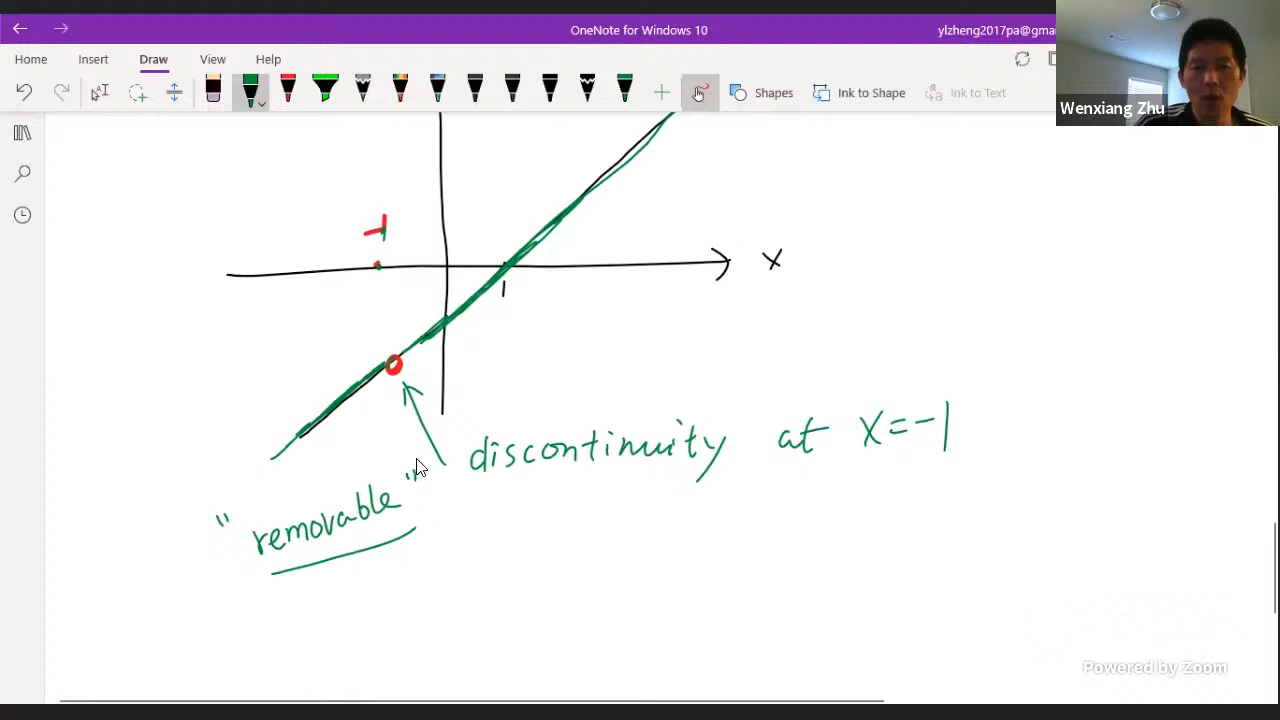 OneNote for Windows 10
ylzheng2017pa@gma
Home Insert Draw View Help
Shapes Ink to Shape Ink to Text
Wenxiang Zhu
-1
x
1
discontinuity at x=-1
"removable"
Powered by Zoom